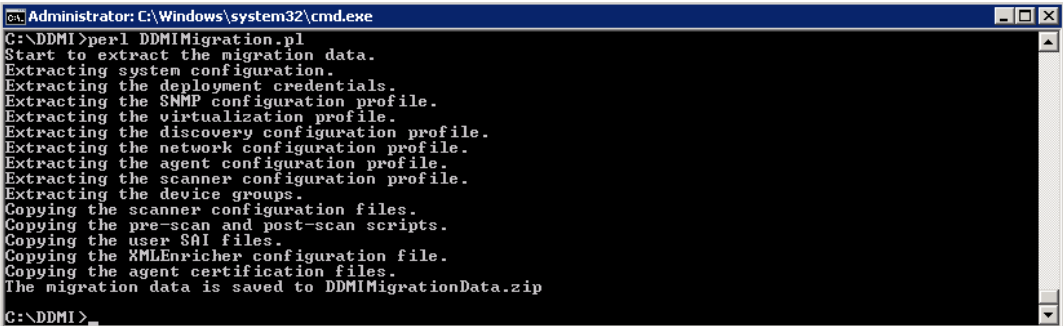 Administrator: C:\Windows\system32\cmd.exe
C:\DDMI>perl DDMIMigration.pl
Start to extract the migration data.
Extracting system configuration.
Extracting the deployment credentials.
Extracting the SNMP configuration profile.
Extracting the virtualization profile.
Extracting the discovery configuration profile.
Extracting the network configuration profile.
Extracting the agent configuration profile.
Extracting the scanner configuration profile.
Extracting the device groups.
Copying the scanner configuration files.
Copying the pre-scan and post-scan scripts.
Copying the user SAI files.
Copying the XMLEnricher configuration file.
Copying the agent certification files.
The migration data is saved to DDMIMigrationData.zip
C:\DDMI>_